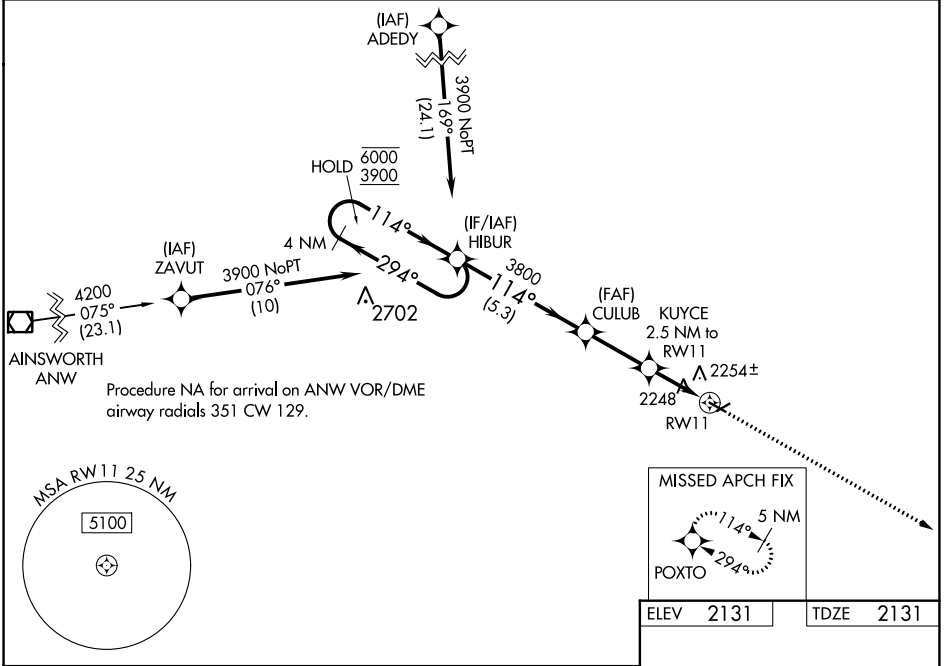 (IAF)
ADEDY
3900 NoPT
169°
(24.1)
HOLD
6000
3900
114°
4 NM
294°
(IF/IAF)
HIBUR
(IAF)
ZAVUT
3900 NoPT
076°
(10)
3800
114°
(5.3)
(FAF)
CULUB
KUYCE
2.5 NM to
RW11
4200
075°
(23.1)
2702
2254±
2248
RW11
AINSWORTH
ANW
Procedure NA for arrival on ANW VOR/DME
airway radials 351 CW 129.
MSA RW11 25 NM
5100
MISSED APCH FIX
114°
5 NM
294°
POXTO
ELEV 2131
TDZE 2131